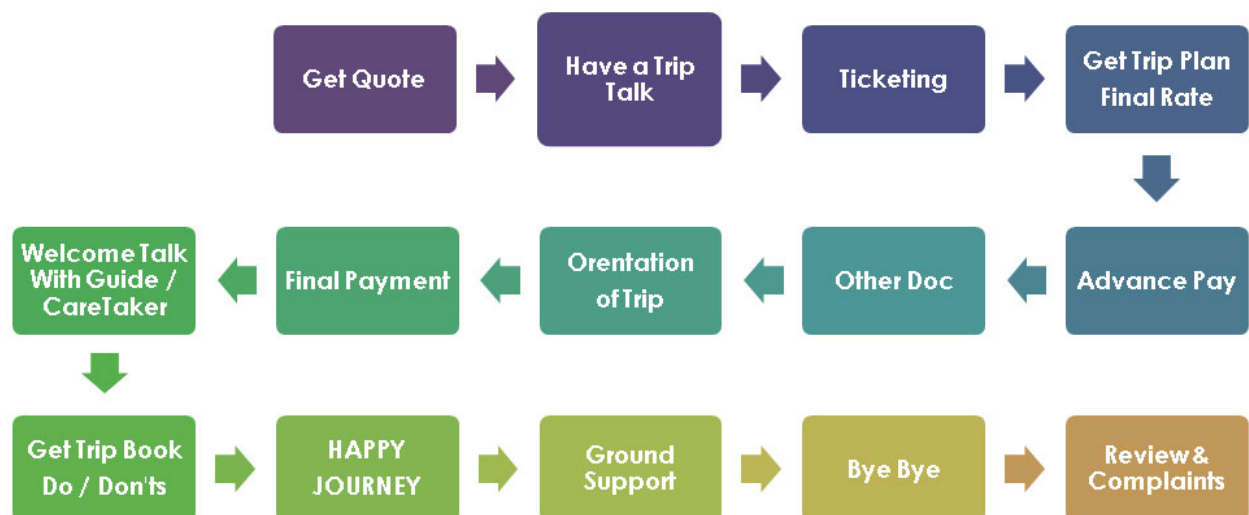 Get Quote
Have a Trip
Talk
Ticketing
Get Trip Plan
Final Rate
Advance Pay
Other Doc
Orentation
of Trip
Final Payment
Welcome Talk
With Guide /
CareTaker
Get Trip Book
Do / Don'ts
HAPPY
JOURNEY
Ground
Support
Bye Bye
Review &
Complaints